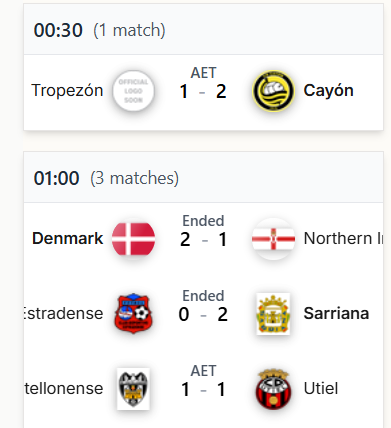 00:30 (1 match)
AET
Tropezón OFFICIAL LOGO SOON 1 - 2 Cayón
01:00 (3 matches)
Ended
Denmark 2 - 1 Northern
Ended
Estradense 0 - 2 Sarriana
AET
tellonense 1 - 1 Utiel